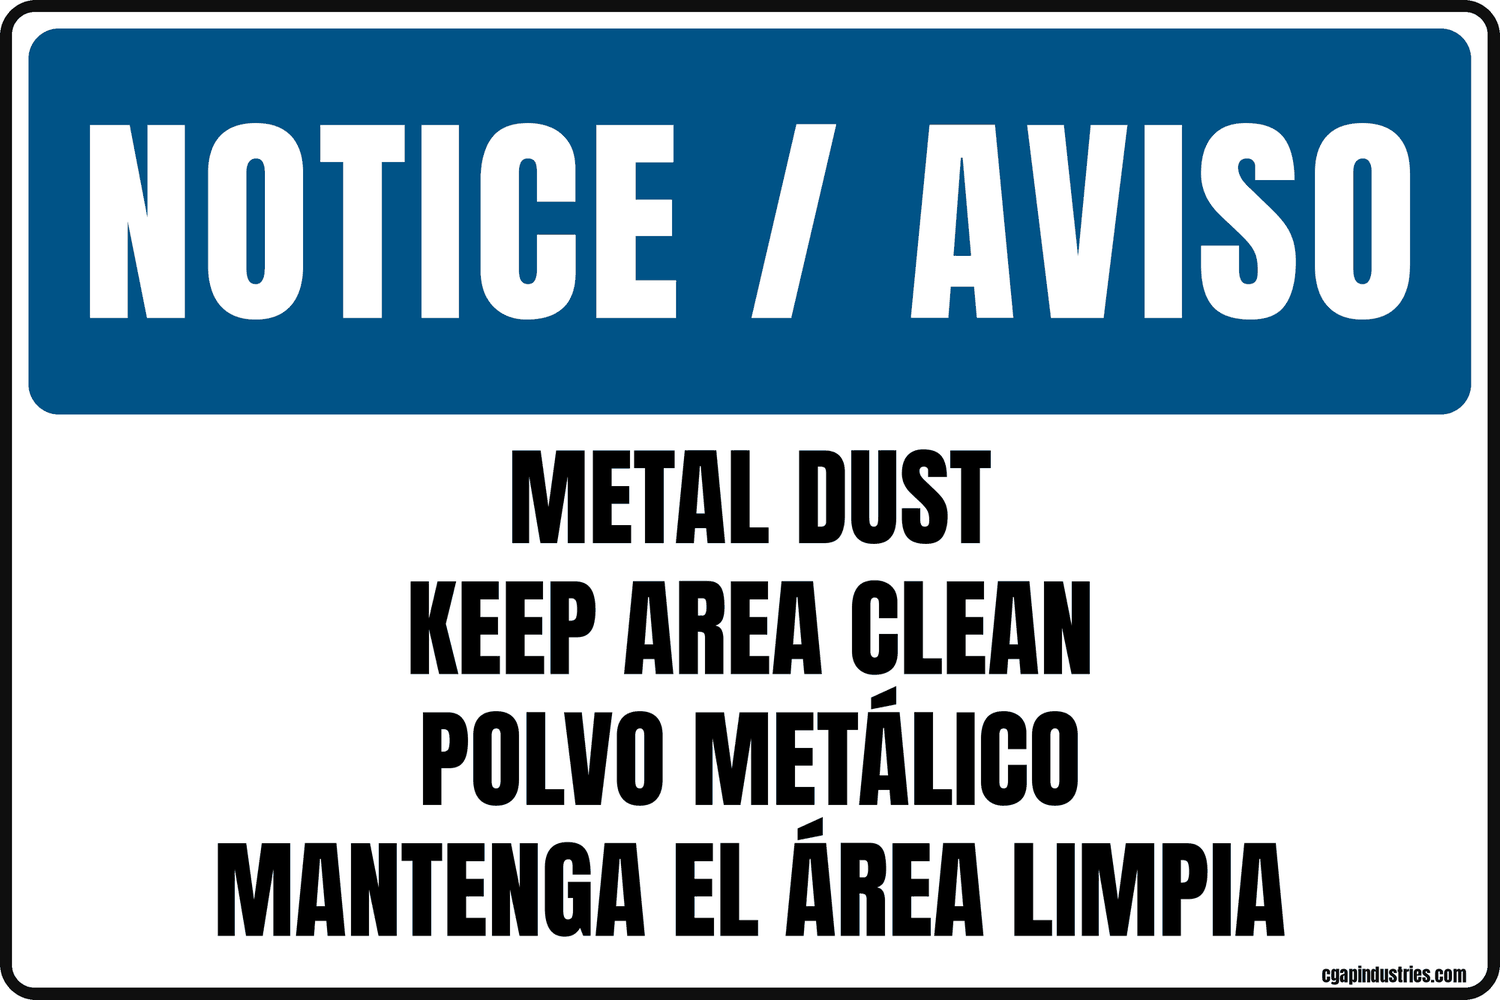 NOTICE / AVISO
METAL DUST
KEEP AREA CLEAN
POLVO METÁLICO
MANTENGA EL ÁREA LIMPIA
cgapindustries.com